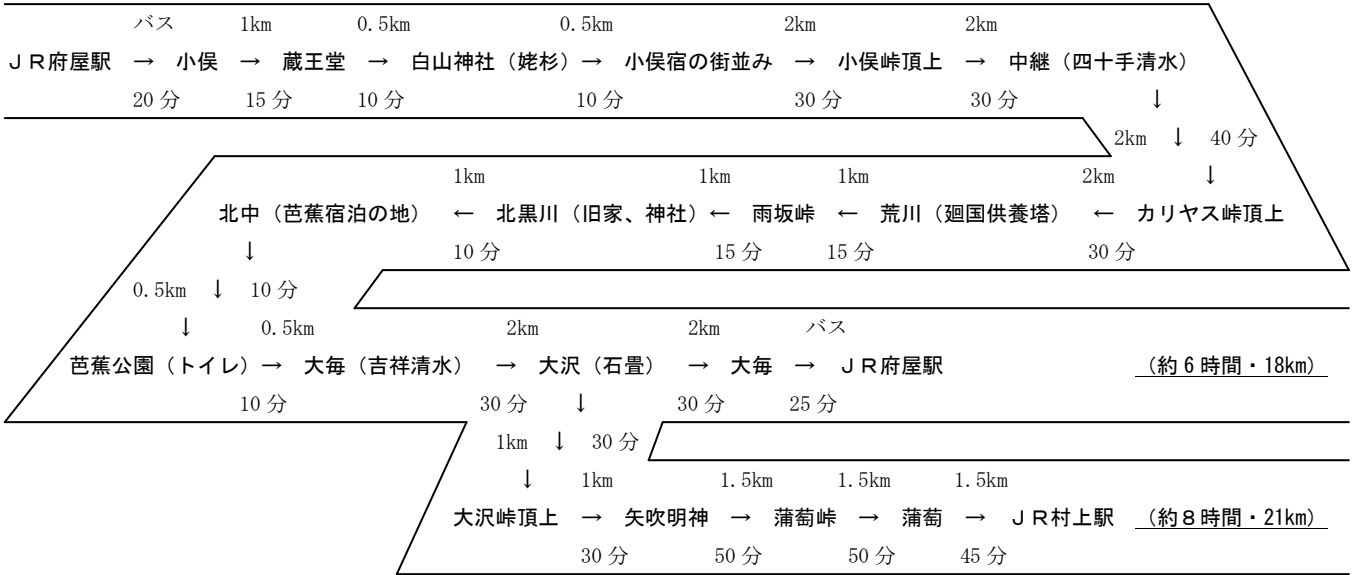 バス 1km 0.5km 0.5km 2km 2km
ＪＲ府屋駅 → 小俣 → 蔵王堂 → 白山神社（姥杉）→ 小俣宿の街並み → 小俣峠頂上 → 中継（四十手清水）
20分 15分 10分 10分 30分 30分 ↓
2km ↓ 40分
1km 1km 1km 2km ↓
北中（芭蕉宿泊の地） ← 北黒川（旧家、神社）← 雨坂峠 ← 荒川（廻国供養塔） ← カリヤス峠頂上
↓ 10分 15分 15分 30分
0.5km ↓ 10分
↓ 0.5km 2km 2km バス
芭蕉公園（トイレ）→ 大毎（吉祥清水） → 大沢（石畳） → 大毎 → ＪＲ府屋駅 （約6時間・18km）
10分 30分 ↓ 30分 25分
1km ↓ 30分
↓ 1km 1.5km 1.5km 1.5km
大沢峠頂上 → 矢吹明神 → 蒲萄峠 → 蒲萄 → ＪＲ村上駅 （約8時間・21km）
30分 50分 50分 45分